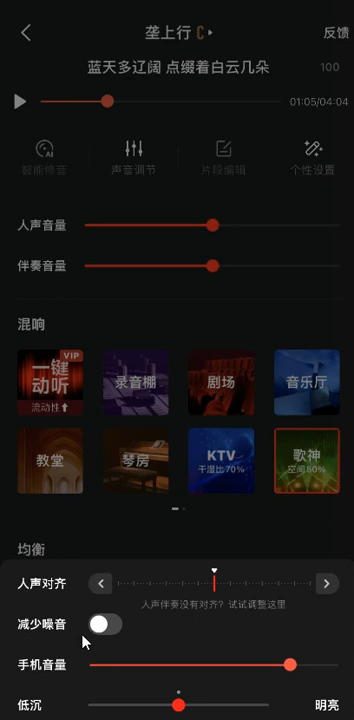 垄上行 C
反馈
蓝天多辽阔 点缀着白云几朵
100
01:05/04:04
AI
智能修音
声音调节
片段编辑
个性设置
人声音量
伴奏音量
混响
VIP
一键
动听
流动性
录音棚
剧场
音乐厅
教堂
琴房
KTV
干湿比70%
歌神
空间60%
均衡
人声对齐
人声伴奏没有对齐？试试调整这里
减少噪音
手机音量
低沉
明亮